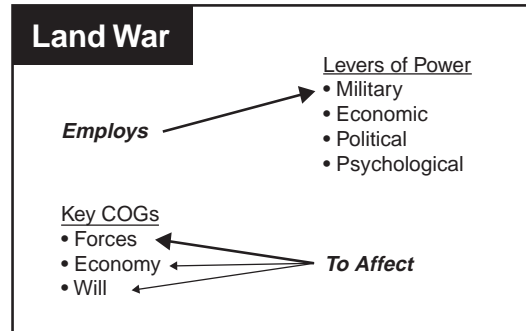 Land War
Levers of Power
• Military
• Economic
• Political
• Psychological
Employs
Key COGs
• Forces
• Economy
• Will
To Affect